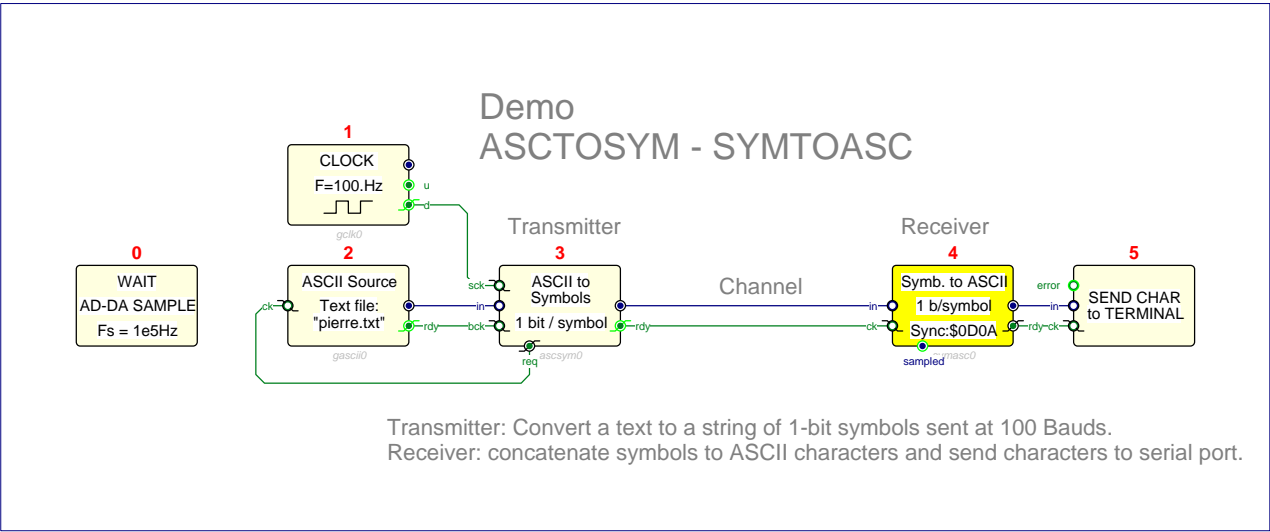 Demo
ASCTOSYM - SYMTOASC
1
CLOCK
F=100.Hz
u
d
gclk0
Transmitter
Receiver
0
WAIT
AD-DA SAMPLE
Fs = 1e5Hz
2
ASCII Source
Text file:
"pierre.txt"
ck
rdy
gascii0
3
ASCII to
Symbols
1 bit / symbol
sck
in
bck
rdy
req
ascsym0
Channel
4
Symb. to ASCII
1 b/symbol
Sync:$0D0A
in
ck
rdy
sampled
5
SEND CHAR
to TERMINAL
error
in
ck
Transmitter: Convert a text to a string of 1-bit symbols sent at 100 Bauds.
Receiver: concatenate symbols to ASCII characters and send characters to serial port.